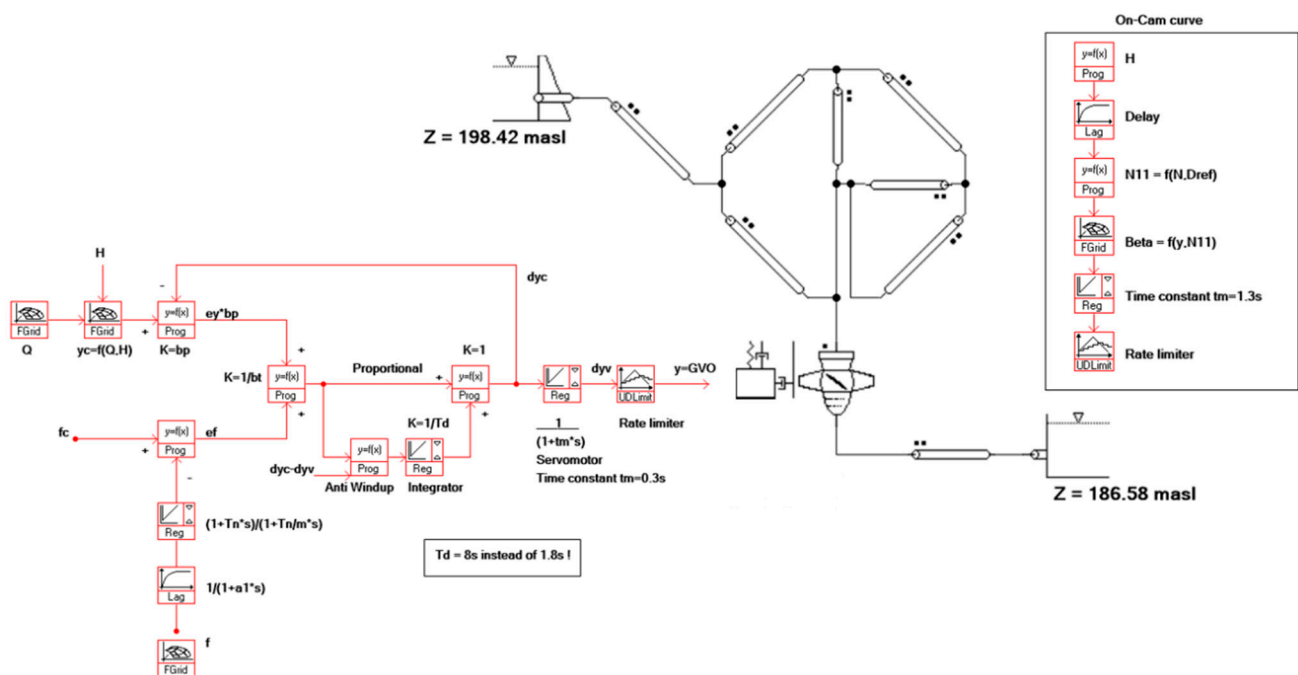 On-Cam curve
y=f(x)
Prog
H
Lag
Delay
y=f(x)
Prog
N11 = f(N,Dref)
FGrid
Beta = f(y,N11)
Reg
Time constant tm=1.3s
UDLimit
Rate limiter
Z = 198.42 masl
H
dyc
-
FGrid
Q
FGrid
yc=f(Q,H)
+
y=f(x)
Prog
K=bp
ey*bp
+
K=1/bt
y=f(x)
Prog
+
Proportional
K=1
+
y=f(x)
Prog
+
Reg
dyv
UDLimit
y=GVO
1
(1+tm*s)
Servomotor
Time constant tm=0.3s
Rate limiter
fc
+
y=f(x)
Prog
ef
-
dyc-dyv
y=f(x)
Prog
Anti Windup
K=1/Td
Reg
Integrator
Z = 186.58 masl
Reg
(1+Tn*s)/(1+Tn/m*s)
Td = 8s instead of 1.8s !
Lag
1/(1+a1*s)
f
FGrid